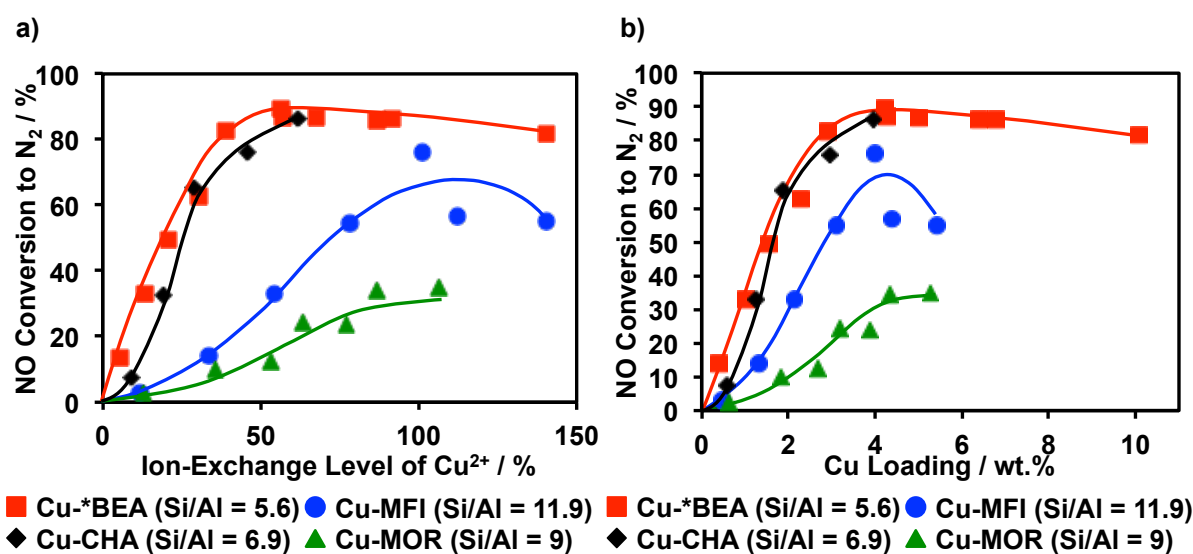 a)
NO Conversion to N₂ / %
100
80
60
40
20
0
0 50 100 150
Ion-Exchange Level of Cu²⁺ / %
Cu-*BEA (Si/Al = 5.6) Cu-MFI (Si/Al = 11.9)
Cu-CHA (Si/Al = 6.9) Cu-MOR (Si/Al = 9)
b)
NO Conversion to N₂ / %
100
90
80
70
60
50
40
30
20
10
0
0 2 4 6 8 10
Cu Loading / wt.%
Cu-*BEA (Si/Al = 5.6) Cu-MFI (Si/Al = 11.9)
Cu-CHA (Si/Al = 6.9) Cu-MOR (Si/Al = 9)